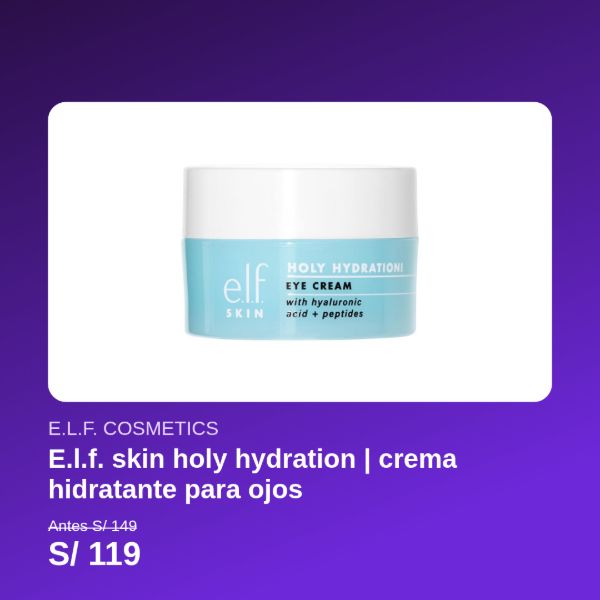 e.l.f.
SKIN
HOLY HYDRATION!
EYE CREAM
with hyaluronic
acid + peptides
E.L.F. COSMETICS
E.l.f. skin holy hydration | crema
hidratante para ojos
Antes S/ 149
S/ 119